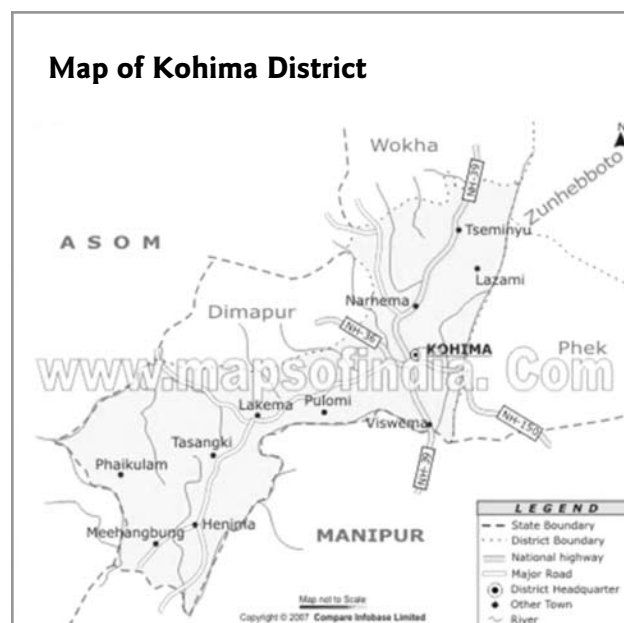 Map of Kohima District
N
Wokha
NH-39
Zunhebboto
Tseminyu
ASOM
Lazami
Narhema
Dimapur
NH-36
KOHIMA
Phek
www.mapsofindia.Com
Lakema
Pulomi
Viswema
NH-150
Tasangki
NH-39
Phaikulam
Henima
Meehangbung
MANIPUR
LEGEND
State Boundary
District Boundary
National highway
Major Road
District Headquarter
Other Town
River
Map not to Scale
Copyright © 2007 Compare Infobase Limited